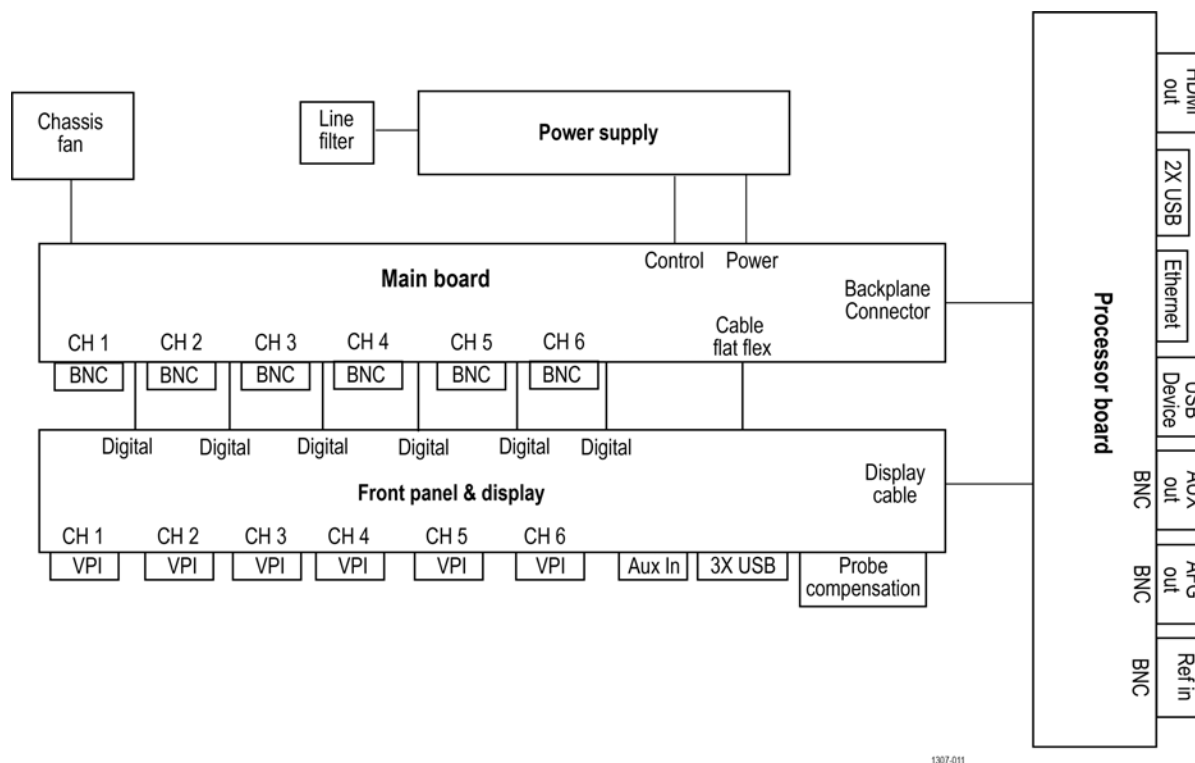 Chassis
fan
Line
filter
Power supply
Control
Power
Main board
Backplane
Connector
Cable
flat flex
CH 1
CH 2
CH 3
CH 4
CH 5
CH 6
BNC
BNC
BNC
BNC
BNC
BNC
Digital
Digital
Digital
Digital
Digital
Digital
Display
cable
Front panel & display
CH 1
CH 2
CH 3
CH 4
CH 5
CH 6
VPI
VPI
VPI
VPI
VPI
VPI
Aux In
3X USB
Probe
compensation
Processor board
HDMI
out
2X USB
Ethernet
USB
Device
BNC
AUX
out
BNC
AFG
out
BNC
Ref in
1307-011